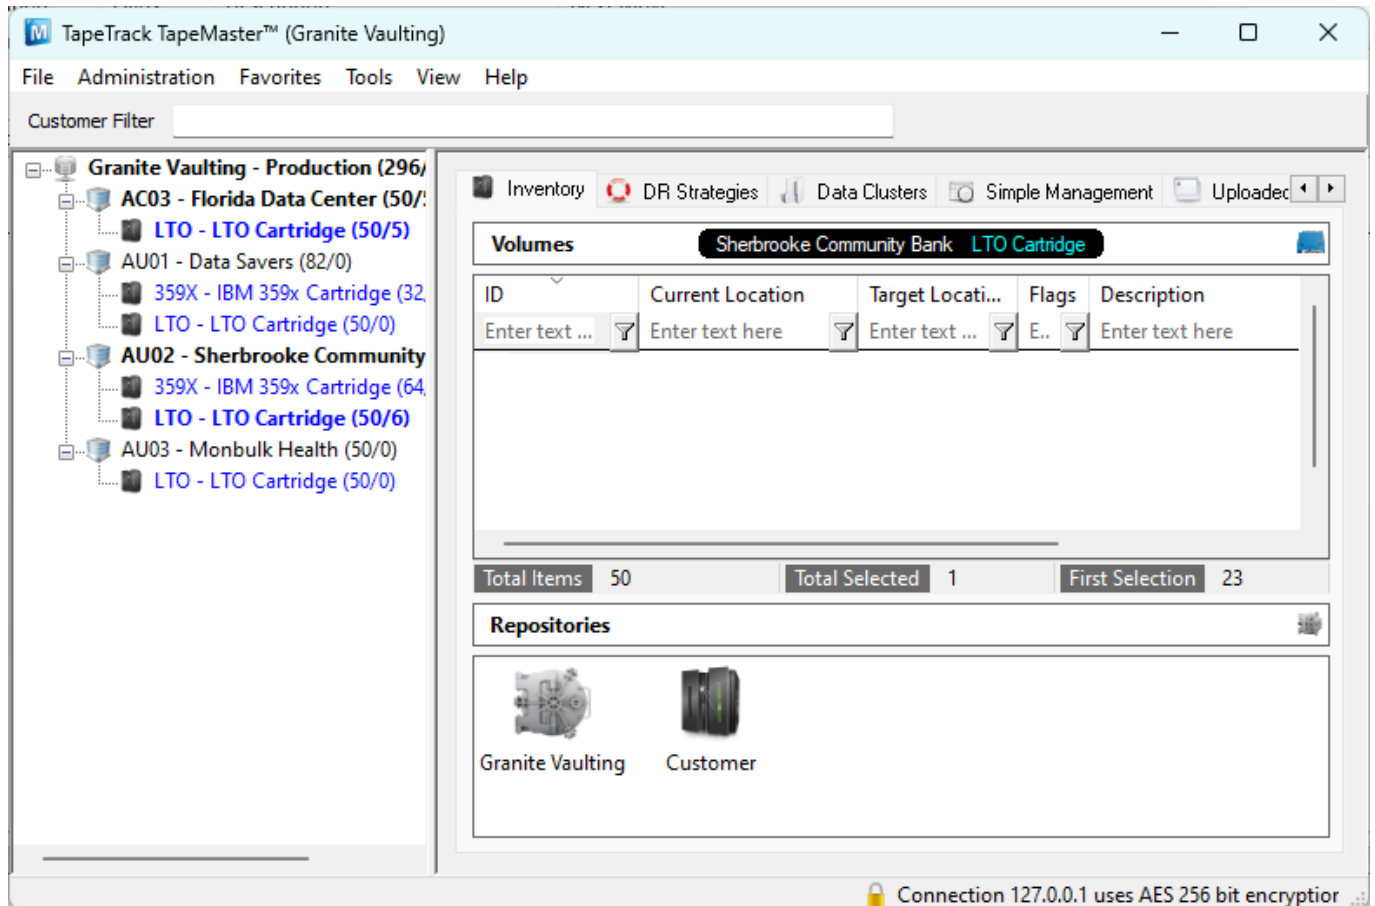 TapeTrack TapeMaster™ (Granite Vaulting)
File Administration Favorites Tools View Help
Customer Filter
Granite Vaulting - Production (296/
AC03 - Florida Data Center (50/
LTO - LTO Cartridge (50/5)
AU01 - Data Savers (82/0)
359X - IBM 359x Cartridge (32,
LTO - LTO Cartridge (50/0)
AU02 - Sherbrooke Community
359X - IBM 359x Cartridge (64,
LTO - LTO Cartridge (50/6)
AU03 - Monbulk Health (50/0)
LTO - LTO Cartridge (50/0)
Inventory DR Strategies Data Clusters Simple Management Uploaded
Volumes Sherbrooke Community Bank LTO Cartridge
ID Current Location Target Locati... Flags Description
Enter text ... Enter text here Enter text ... E.. Enter text here
Total Items 50 Total Selected 1 First Selection 23
Repositories
Granite Vaulting Customer
Connection 127.0.0.1 uses AES 256 bit encryptior